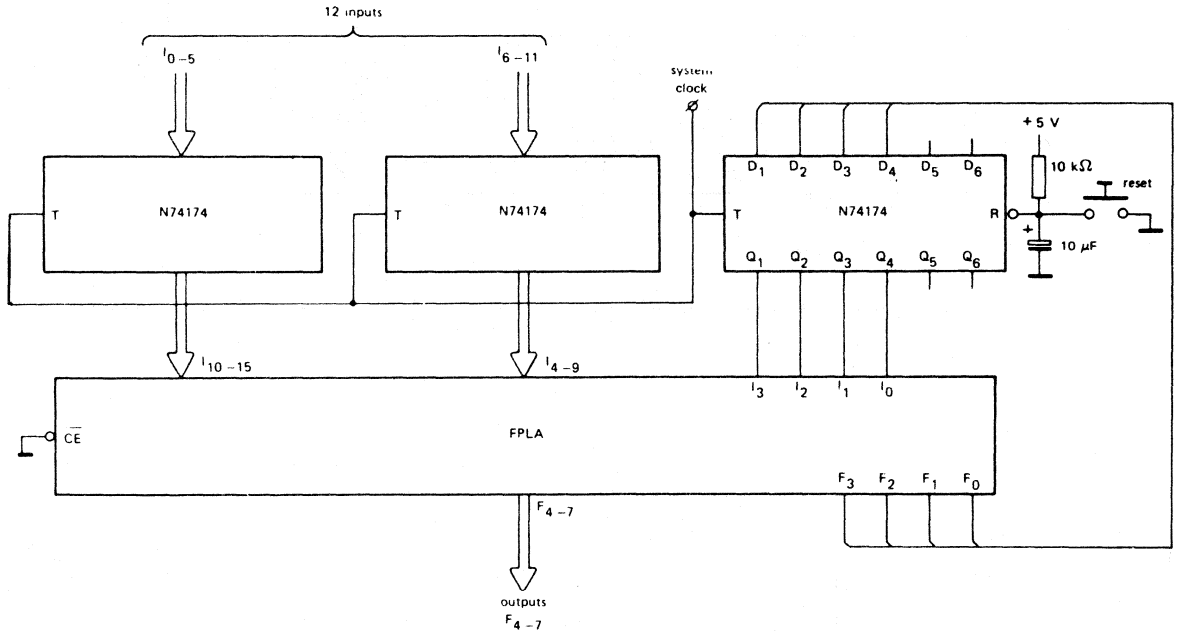 12 inputs
I0–5
I6–11
system
clock
+5 V
10 kΩ
reset
10 µF
T
N74174
T
N74174
D1 D2 D3 D4 D5 D6
T
N74174
R
+
Q1 Q2 Q3 Q4 Q5 Q6
I10–15
I4–9
I3 I2 I1 I0
CE
FPLA
F3 F2 F1 F0
F4–7
outputs
F4–7